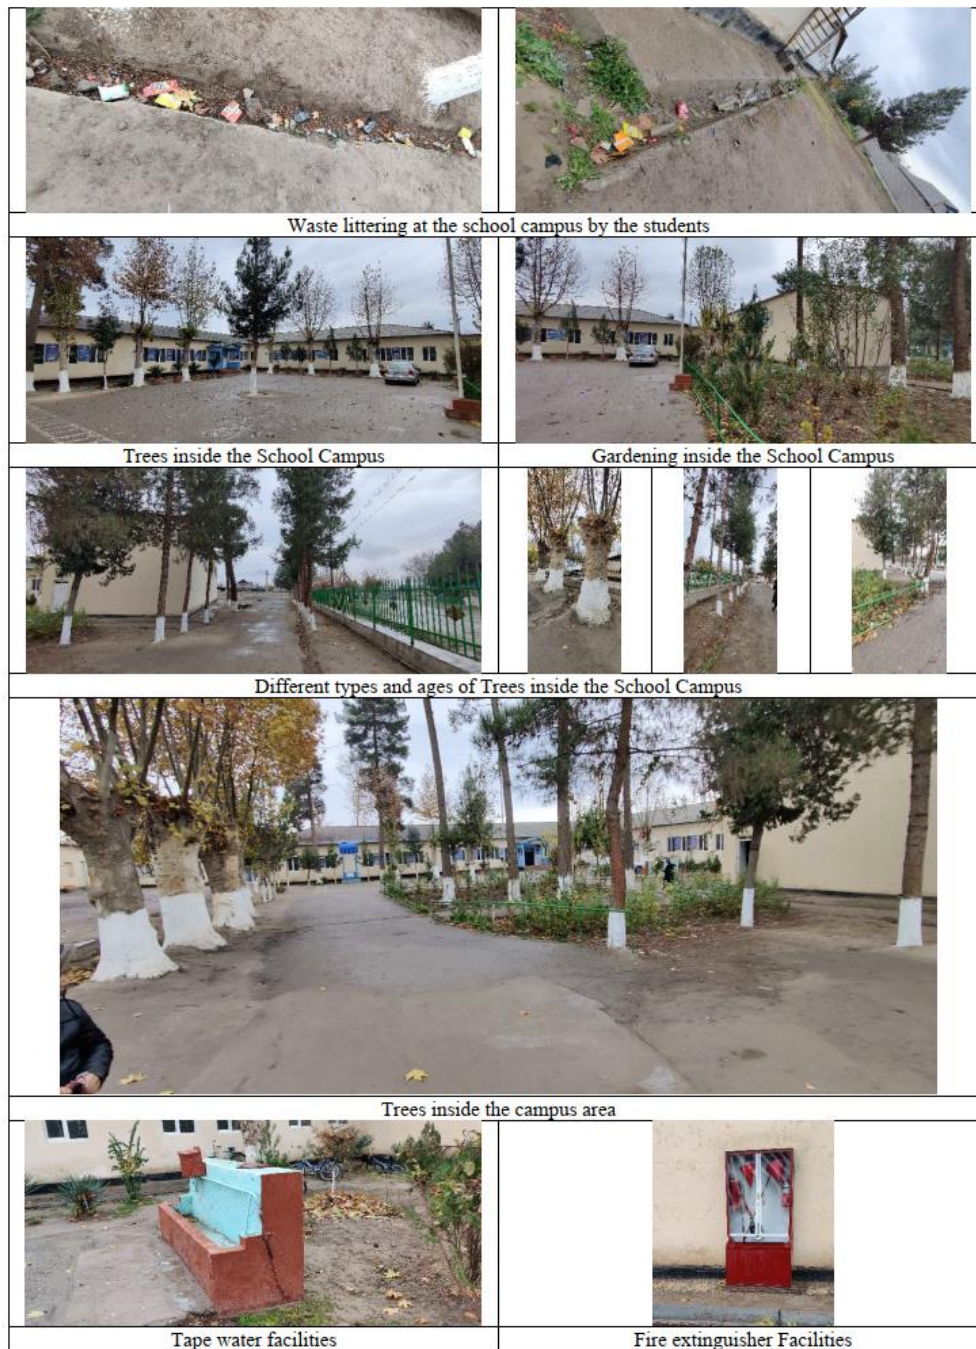 Waste littering at the school campus by the students
Trees inside the School Campus
Gardening inside the School Campus
Different types and ages of Trees inside the School Campus
Trees inside the campus area
Tape water facilities
Fire extinguisher Facilities